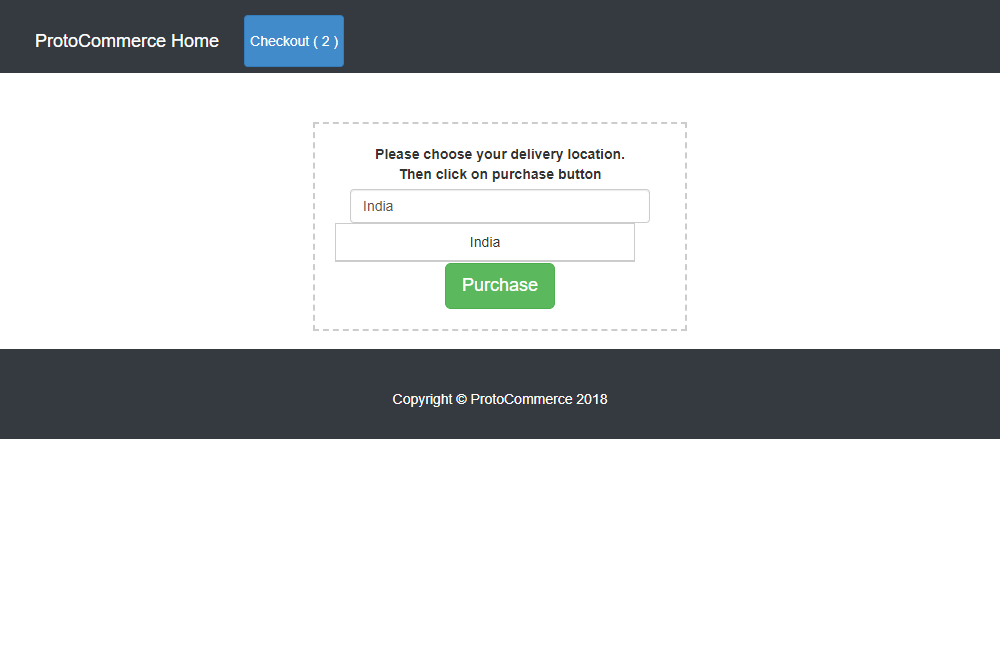 ProtoCommerce Home
Checkout ( 2 )
Please choose your delivery location.
Then click on purchase button
India
India
Purchase
Copyright © ProtoCommerce 2018